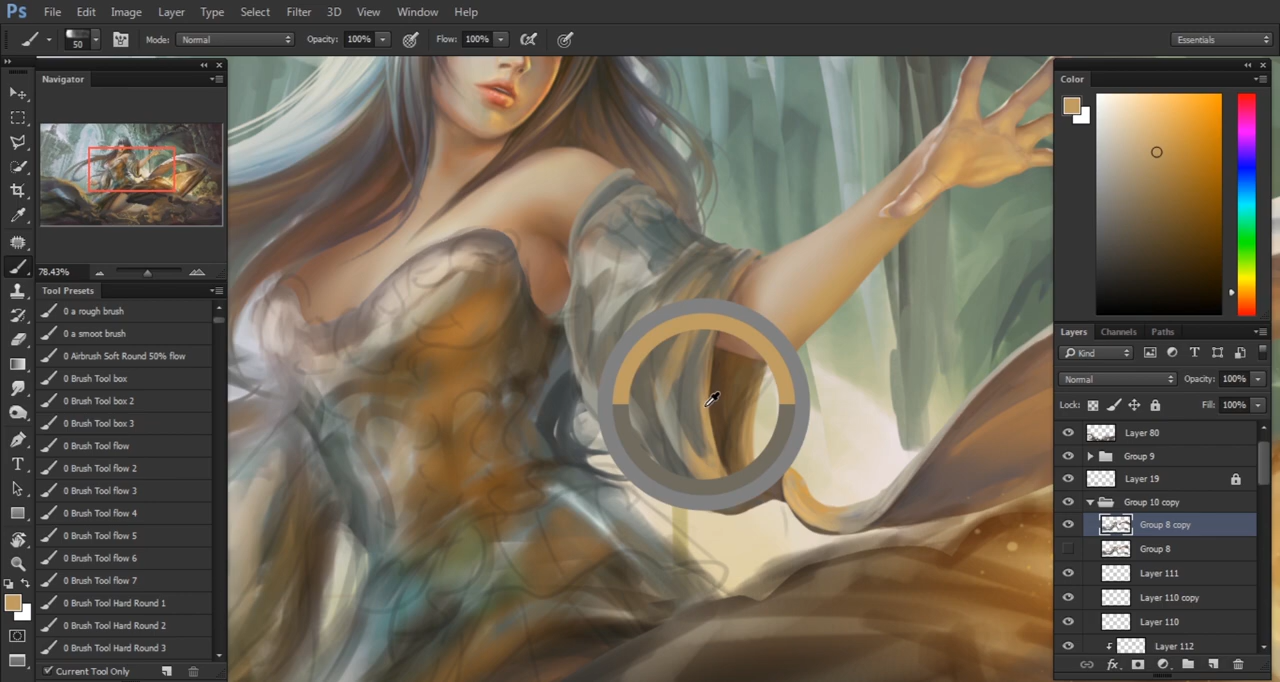 Ps File Edit Image Layer Type Select Filter 3D View Window Help
50 Mode: Normal Opacity: 100% Flow: 100% Essentials
Navigator
78.43%
Tool Presets
0 a rough brush
0 a smoot brush
0 Airbrush Soft Round 50% flow
0 Brush Tool box
0 Brush Tool box 2
0 Brush Tool box 3
0 Brush Tool flow
0 Brush Tool flow 2
0 Brush Tool flow 3
0 Brush Tool flow 4
0 Brush Tool flow 5
0 Brush Tool flow 6
0 Brush Tool flow 7
0 Brush Tool Hard Round 1
0 Brush Tool Hard Round 2
0 Brush Tool Hard Round 3
Current Tool Only
Color
Layers Channels Paths
Kind
Normal Opacity: 100%
Lock: Fill: 100%
Layer 80
Group 9
Layer 19
Group 10 copy
Group 8 copy
Group 8
Layer 111
Layer 110 copy
Layer 110
Layer 112
fx